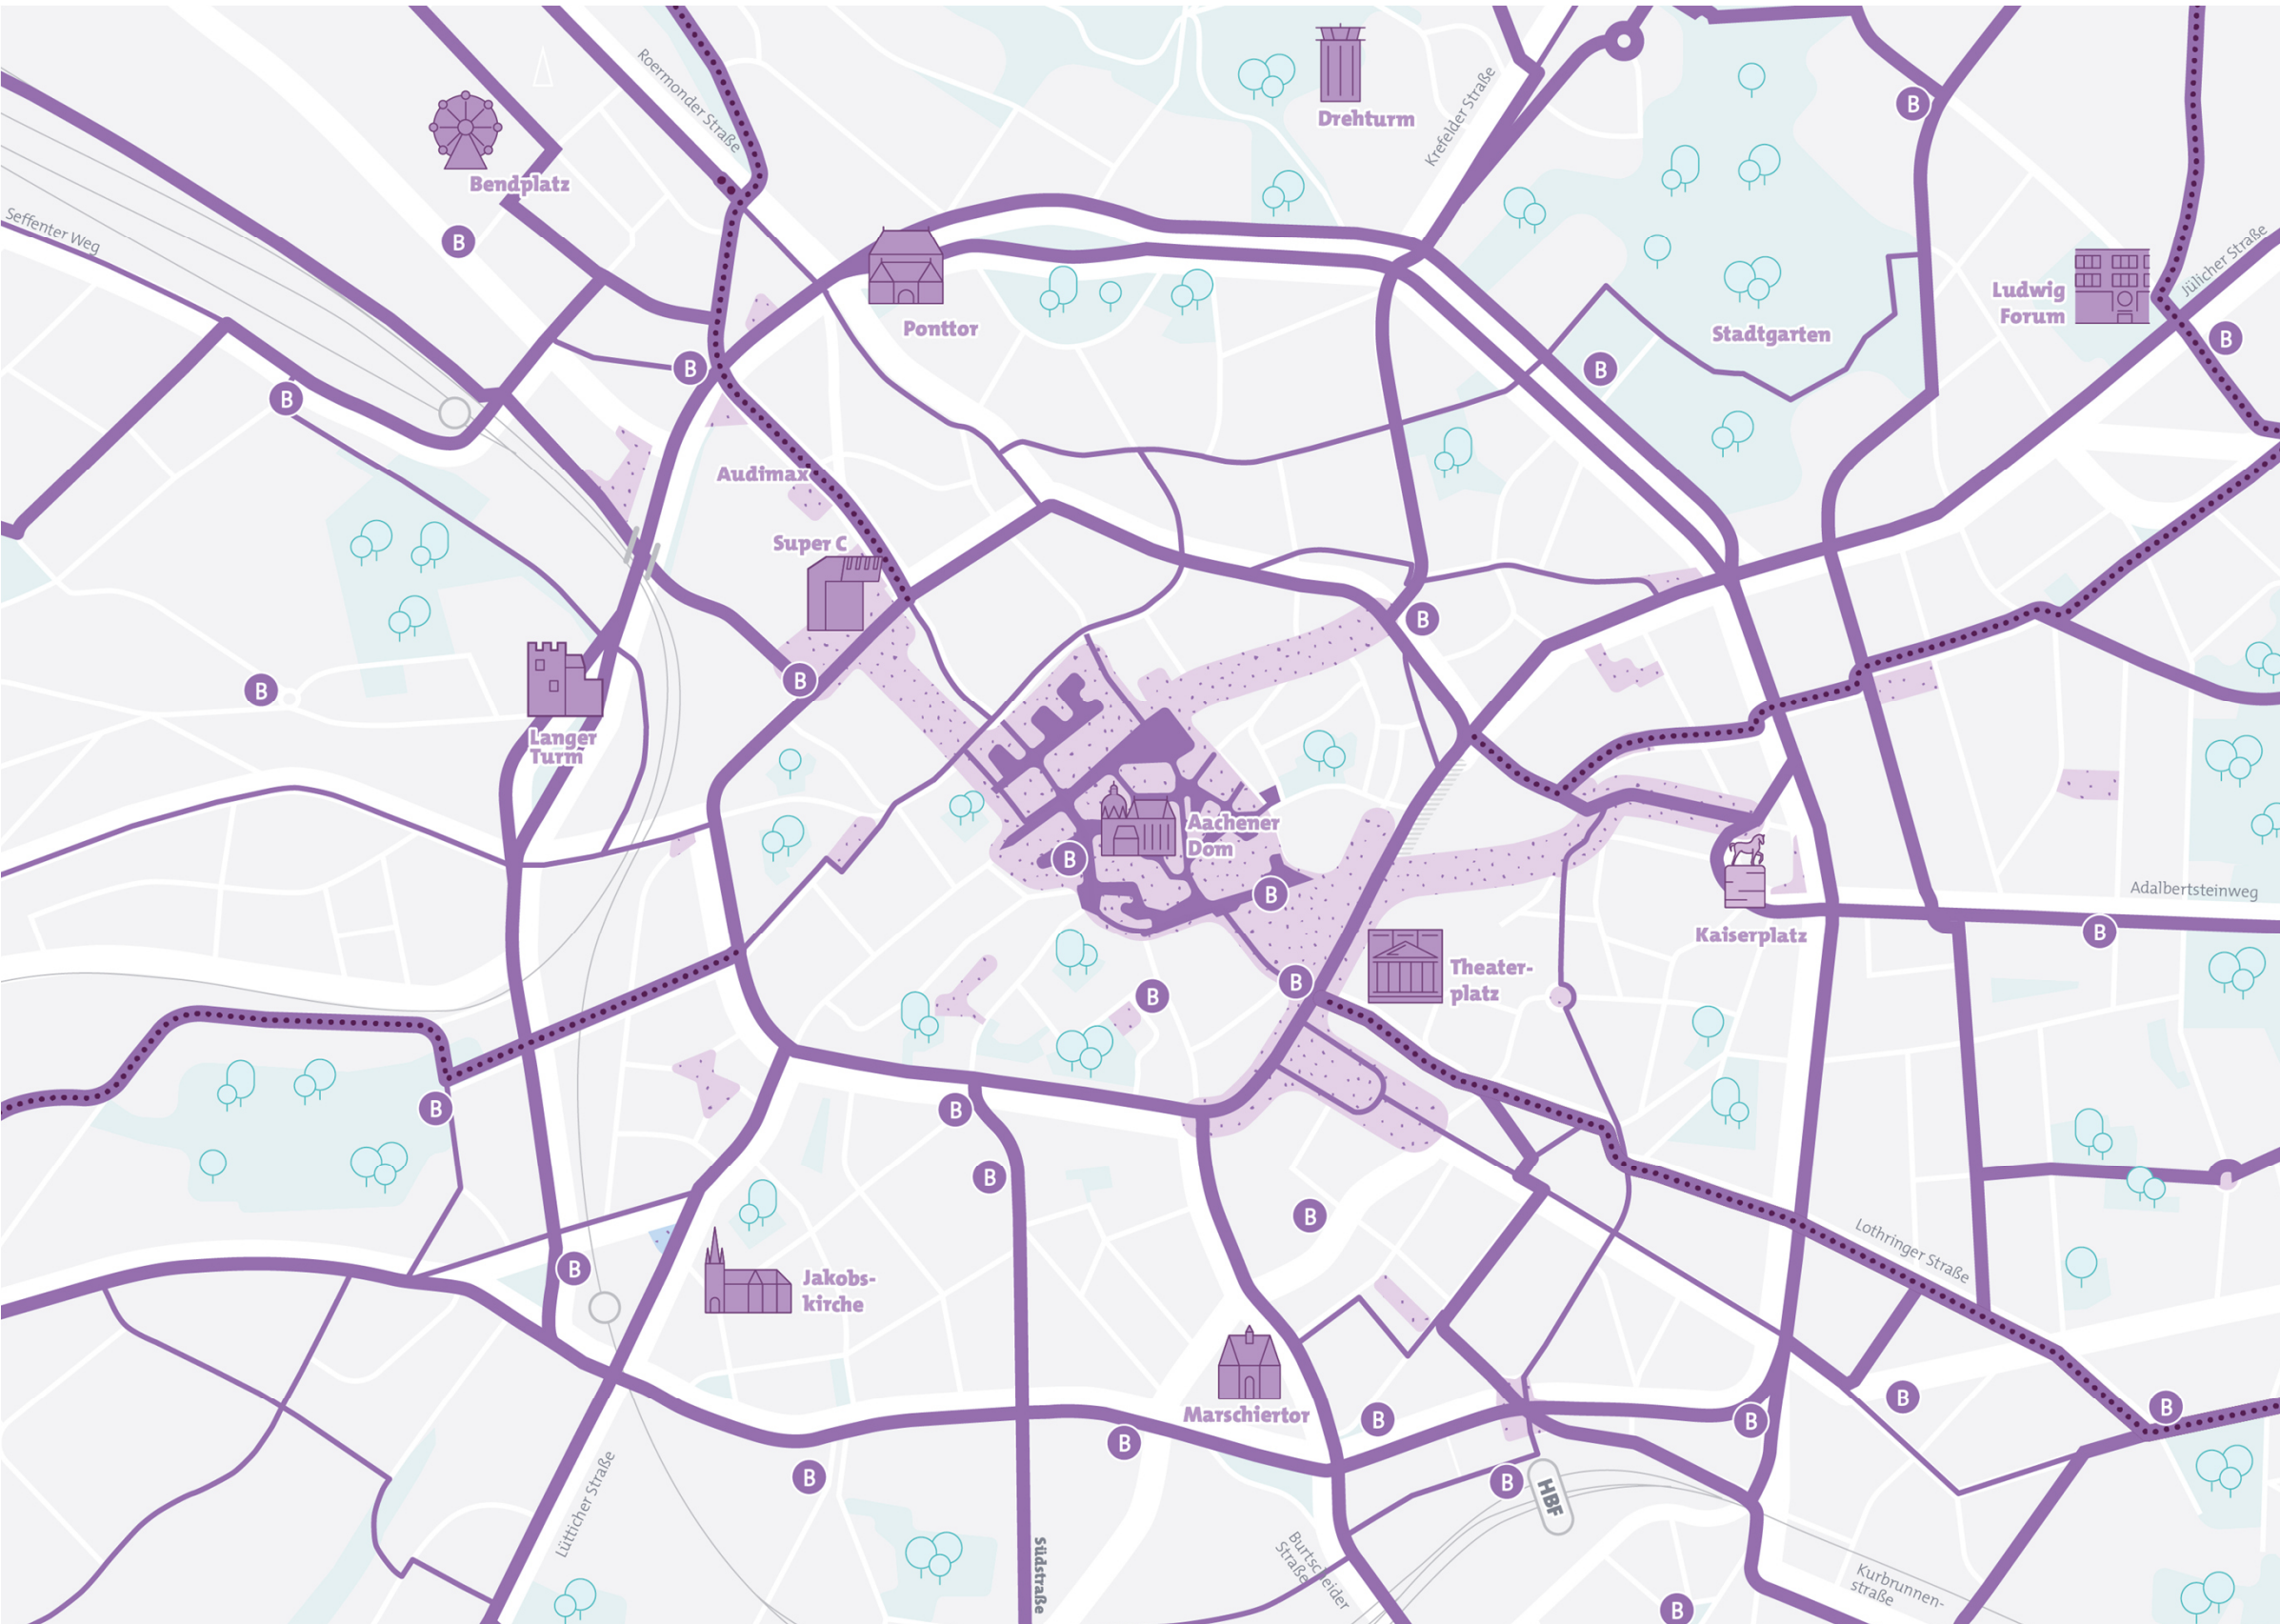 Roermonder Straße
Drehturm
Krefelder Straße
B
Bendplatz
Seffenter Weg
B
Jülicher Straße
Ludwig
Forum
Ponttor
Stadtgarten
B
B
B
B
Audimax
Super C
B
B
B
Langer
Turm
Aachener
Dom
B
B
Adalbertsteinweg
B
Kaiserplatz
Theater-
platz
B
B
B
B
B
B
Lothringer Straße
B
Jakobs-
kirche
Marschiertor
B
B
B
B
B
B
B
HBF
Lütticher Straße
Südstraße
Burtscheider
Straße
Kurbrunnen-
straße
B